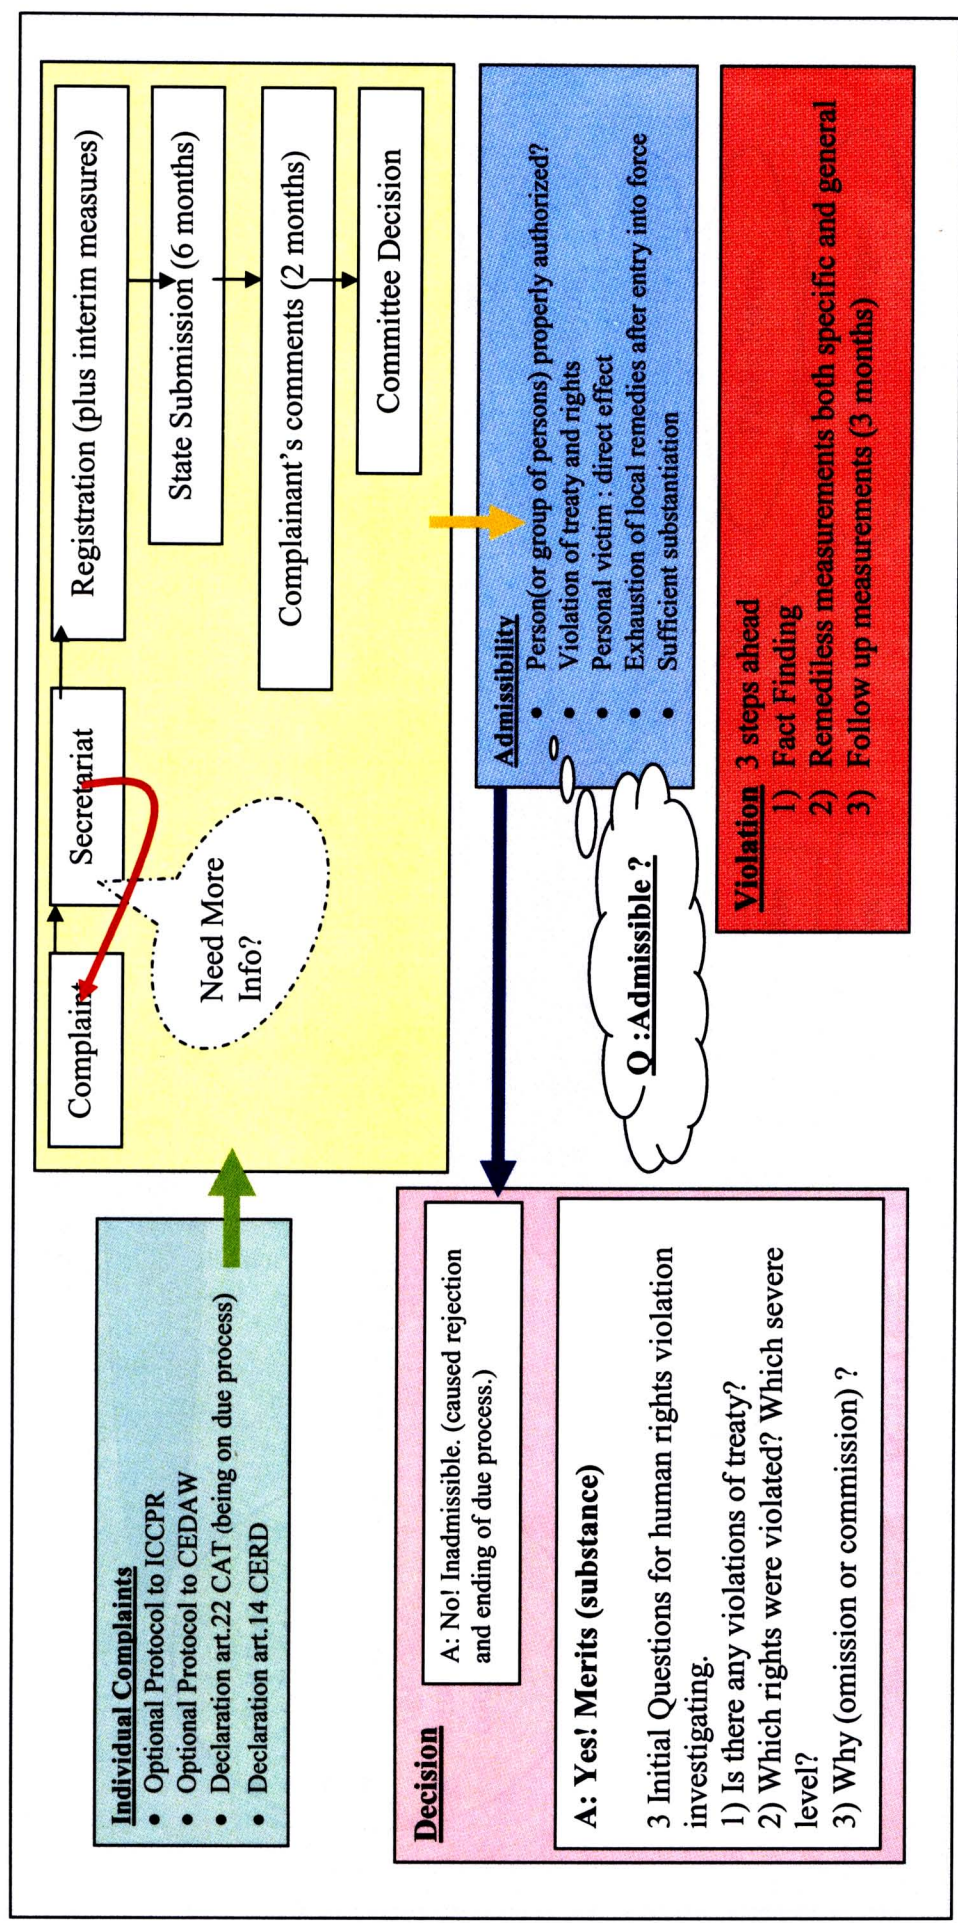 Individual Complaints
• Optional Protocol to ICCPR
• Optional Protocol to CEDAW
• Declaration art.22 CAT (being on due process)
• Declaration art.14 CERD
Complaint
Secretariat
Need More
Info?
Registration (plus interim measures)
State Submission (6 months)
Complainant's comments (2 months)
Committee Decision
Admissibility
• Person(or group of persons) properly authorized?
• Violation of treaty and rights
• Personal victim : direct effect
• Exhaustion of local remedies after entry into force
• Sufficient substantiation
Q :Admissible ?
Decision
A: No! Inadmissible. (caused rejection
and ending of due process.)
A: Yes! Merits (substance)
3 Initial Questions for human rights violation
investigating.
1) Is there any violations of treaty?
2) Which rights were violated? Which severe
level?
3) Why (omission or commission) ?
Violation 3 steps ahead
1) Fact Finding
2) Remediless measurements both specific and general
3) Follow up measurements (3 months)